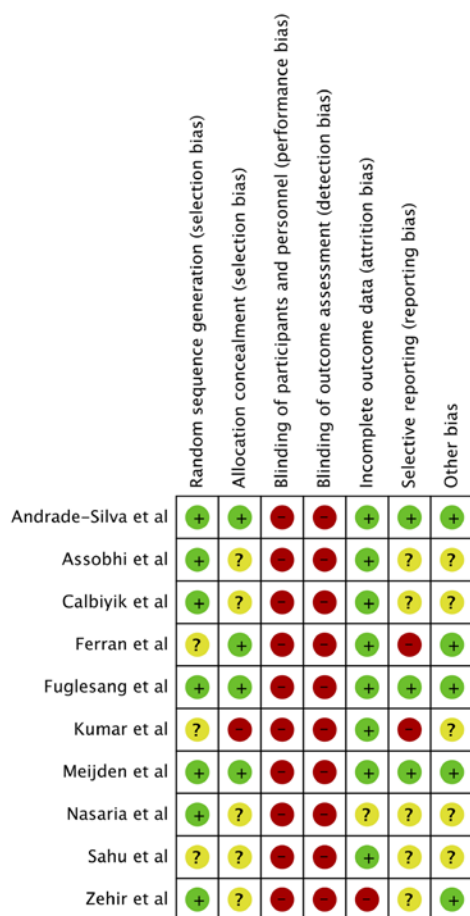 Random sequence generation (selection bias)
Allocation concealment (selection bias)
Blinding of participants and personnel (performance bias)
Blinding of outcome assessment (detection bias)
Incomplete outcome data (attrition bias)
Selective reporting (reporting bias)
Other bias
Andrade-Silva et al + + - - + + +
Assobhi et al + ? - - + ? ?
Calbiyik et al + ? - - + ? ?
Ferran et al ? + - - + - +
Fuglesang et al + + - - + + +
Kumar et al ? - - - + - ?
Meijden et al + + - - + + +
Nasaria et al + ? - - ? ? ?
Sahu et al ? ? - - + ? ?
Zehir et al + ? - - - ? +